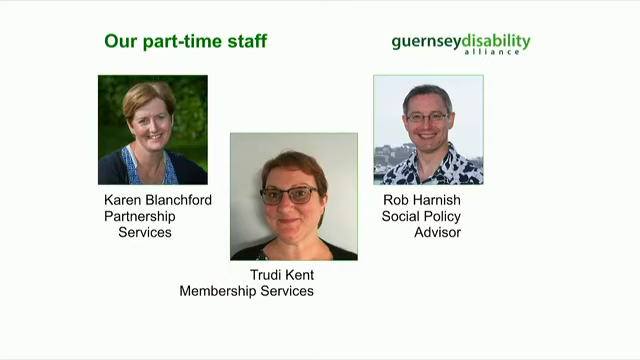 Our part-time staff
guernseydisability
alliance
Karen Blanchford
Partnership
Services
Rob Harnish
Social Policy
Advisor
Trudi Kent
Membership Services